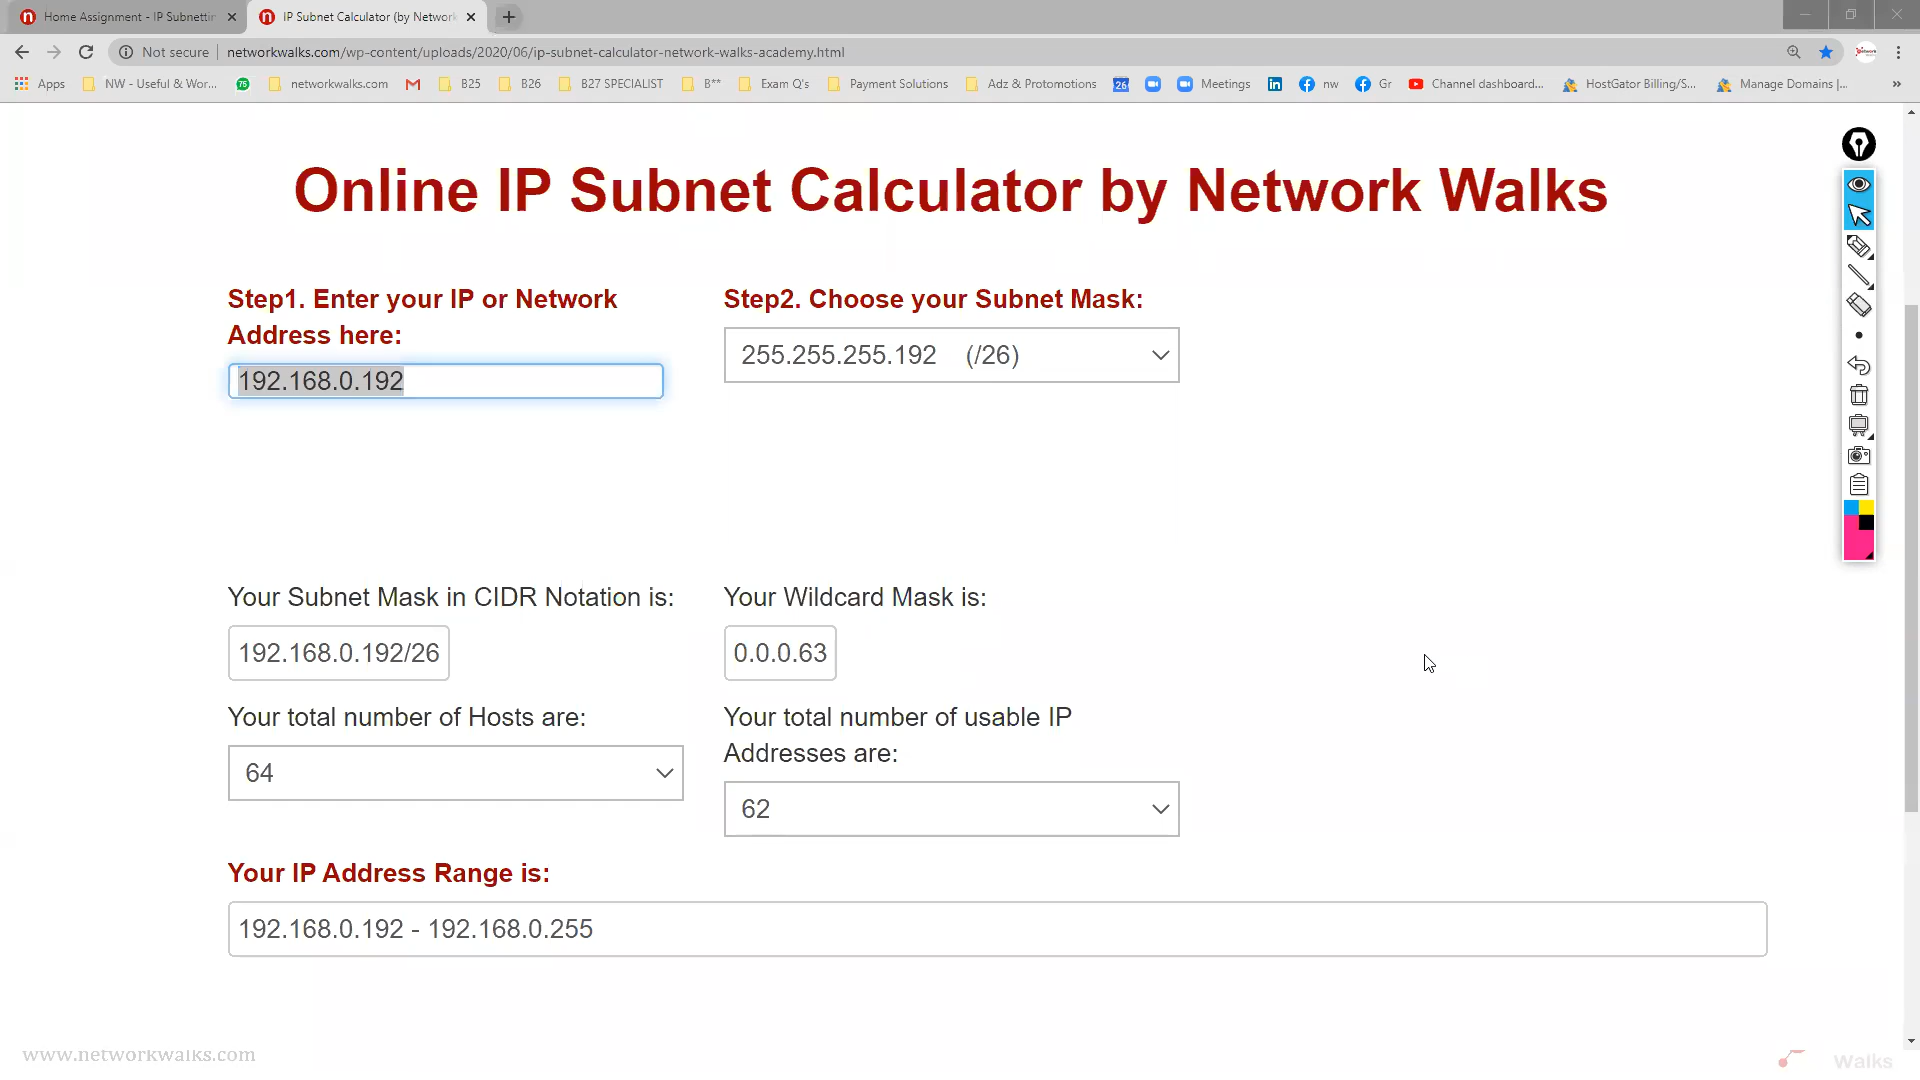 Home Assignment - IP Subnettin
IP Subnet Calculator (by Network
Not secure
networkwalks.com/wp-content/uploads/2020/06/ip-subnet-calculator-network-walks-academy.html
Apps
NW - Useful & Wor...
75
networkwalks.com
B25
B26
B27 SPECIALIST
B**
Exam Q's
Payment Solutions
Adz & Protomotions
26
Meetings
nw
Gr
Channel dashboard...
HostGator Billing/S...
Manage Domains |...
»
Online IP Subnet Calculator by Network Walks
Step1. Enter your IP or Network
Address here:
Step2. Choose your Subnet Mask:
192.168.0.192
255.255.255.192 (/26)
Your Subnet Mask in CIDR Notation is:
Your Wildcard Mask is:
192.168.0.192/26
0.0.0.63
Your total number of Hosts are:
Your total number of usable IP
Addresses are:
64
62
Your IP Address Range is:
192.168.0.192 - 192.168.0.255
www.networkwalks.com
Walks